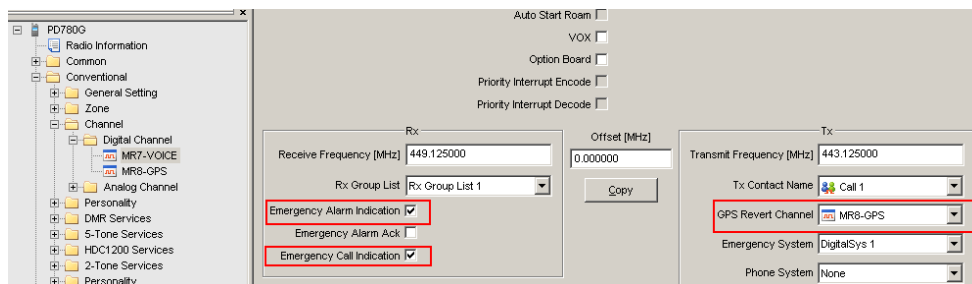 x
PD780G
Radio Information
Common
Conventional
General Setting
Zone
Channel
Digital Channel
MR7-VOICE
MR8-GPS
Analog Channel
Personality
DMR Services
5-Tone Services
HDC1200 Services
2-Tone Services
Personality
Auto Start Roam
VOX
Option Board
Priority Interrupt Encode
Priority Interrupt Decode
Rx
Receive Frequency [MHz] 449.125000
Rx Group List Rx Group List 1
Emergency Alarm Indication
Emergency Alarm Ack
Emergency Call Indication
Offset [MHz]
0.000000
Copy
Tx
Transmit Frequency [MHz] 443.125000
Tx Contact Name Call 1
GPS Revert Channel MR8-GPS
Emergency System DigitalSys 1
Phone System None